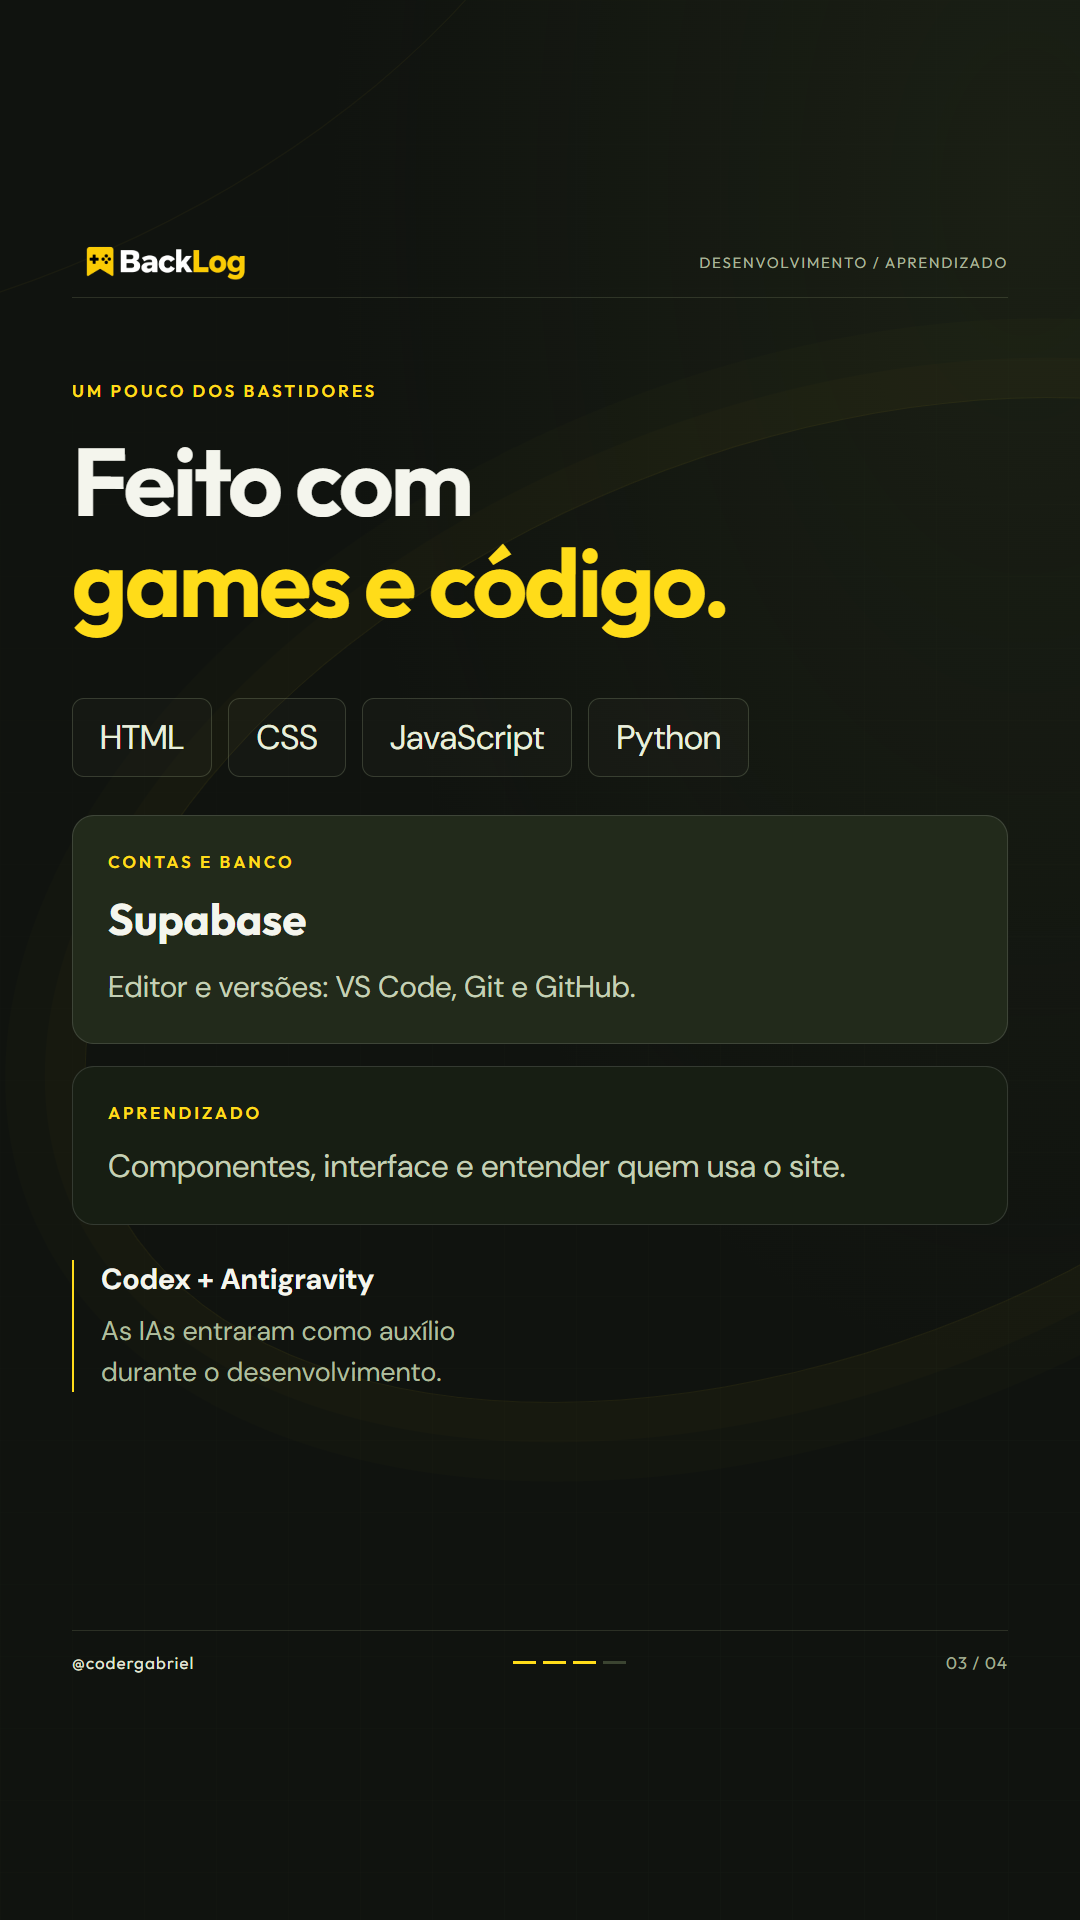 BackLog
DESENVOLVIMENTO / APRENDIZADO
UM POUCO DOS BASTIDORES
Feito com
games e código.
HTML
CSS
JavaScript
Python
CONTAS E BANCO
Supabase
Editor e versões: VS Code, Git e GitHub.
APRENDIZADO
Componentes, interface e entender quem usa o site.
Codex + Antigravity
As IAs entraram como auxílio
durante o desenvolvimento.
@codergabriel
03 / 04